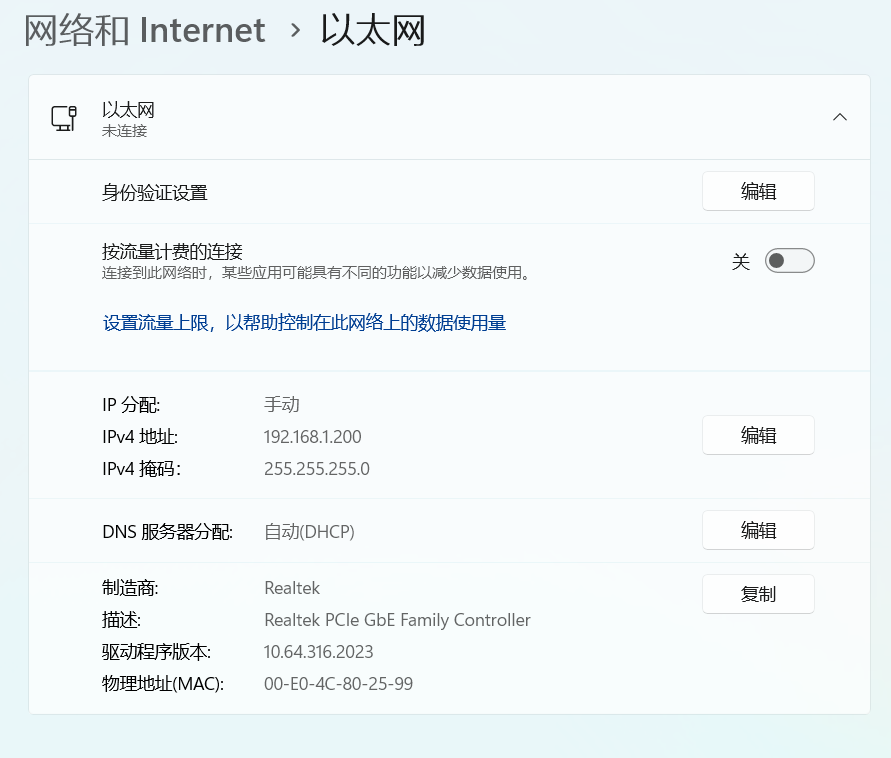 网络和 Internet › 以太网
以太网
未连接
身份验证设置
编辑
按流量计费的连接
连接到此网络时，某些应用可能具有不同的功能以减少数据使用。
关
设置流量上限，以帮助控制在此网络上的数据使用量
IP 分配: 手动
IPv4 地址: 192.168.1.200
IPv4 掩码： 255.255.255.0
编辑
DNS 服务器分配: 自动(DHCP)
编辑
制造商: Realtek
描述: Realtek PCIe GbE Family Controller
驱动程序版本: 10.64.316.2023
物理地址(MAC): 00-E0-4C-80-25-99
复制